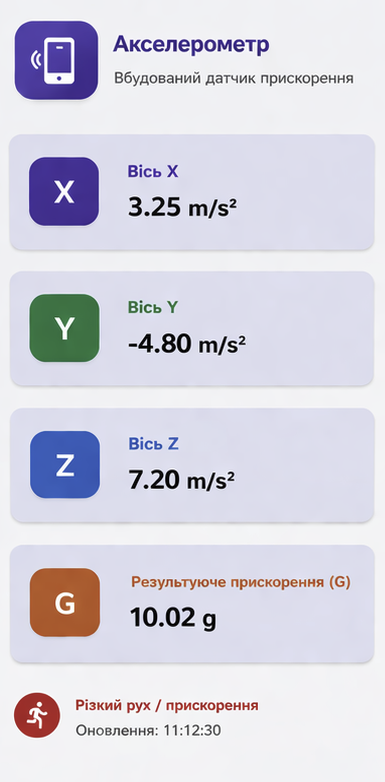 Акселерометр
Вбудований датчик прискорення
X
Вісь X
3.25 m/s²
Y
Вісь Y
-4.80 m/s²
Z
Вісь Z
7.20 m/s²
G
Результуюче прискорення (G)
10.02 g
Різкий рух / прискорення
Оновлення: 11:12:30